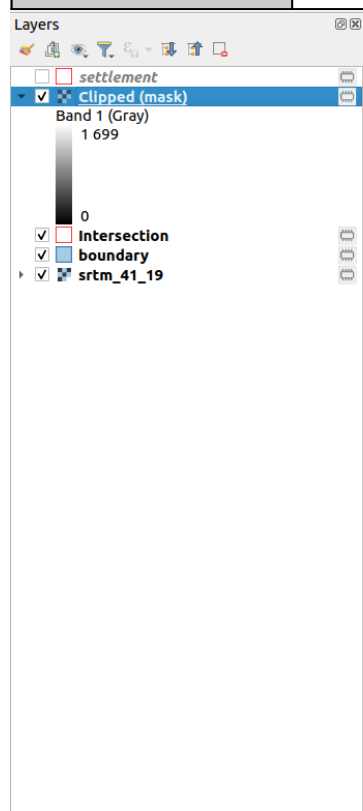 Layers
settlement
Clipped (mask)
Band 1 (Gray)
1 699
0
Intersection
boundary
srtm_41_19